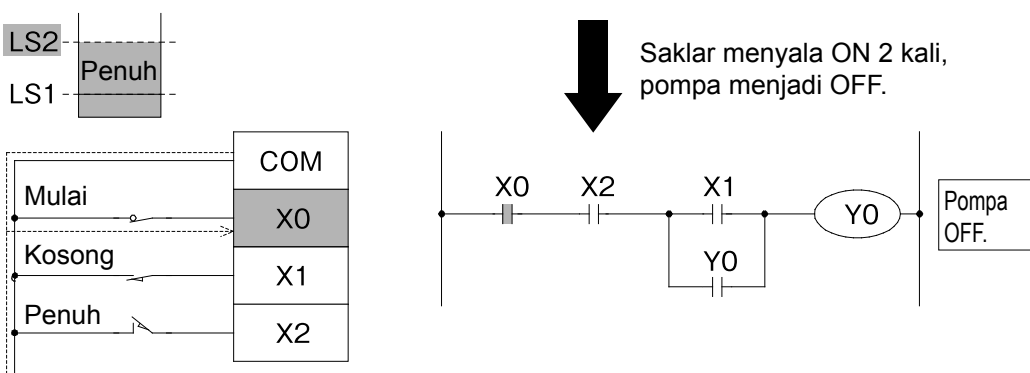 LS2
Penuh
LS1
Saklar menyala ON 2 kali,
pompa menjadi OFF.
COM
Mulai
X0
Kosong
X1
Penuh
X2
X0 X2 X1
Y0
Pompa
OFF.
Y0